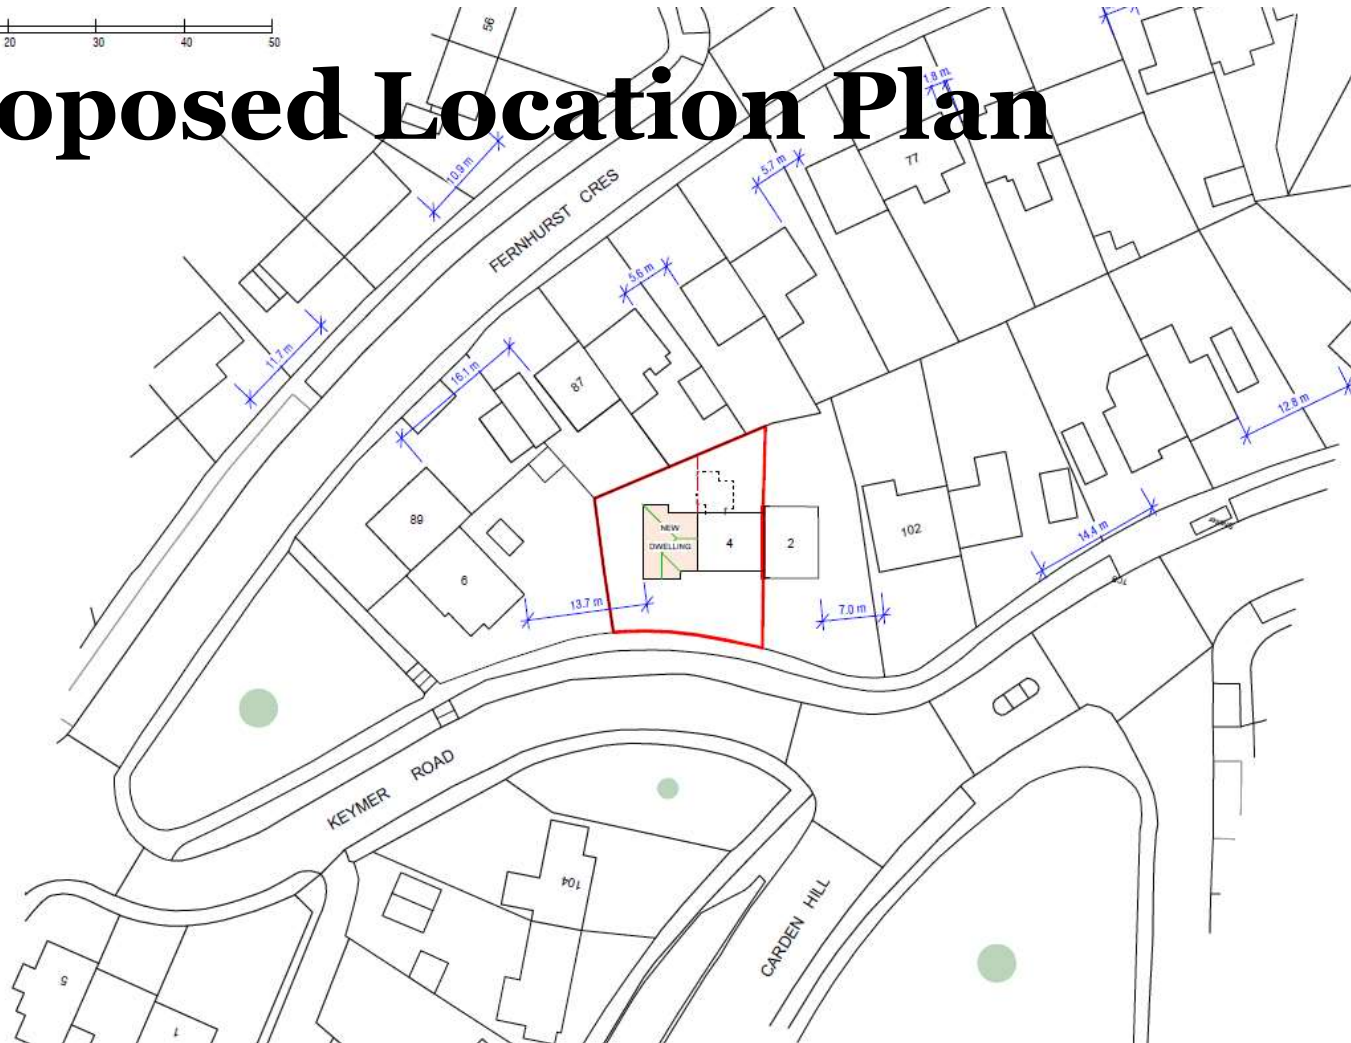 20 30 40 50
56
oposed Location Plan
1.8 m
10.9 m
5.7 m
77
FERNHURST CRES
5.6 m
11.7 m
16.1 m
87
12.8 m
89
NEW
DWELLING
4
2
102
14.4 m
Shelter
TCB
6
13.7 m
7.0 m
KEYMER ROAD
104
CARDEN HILL
5
1